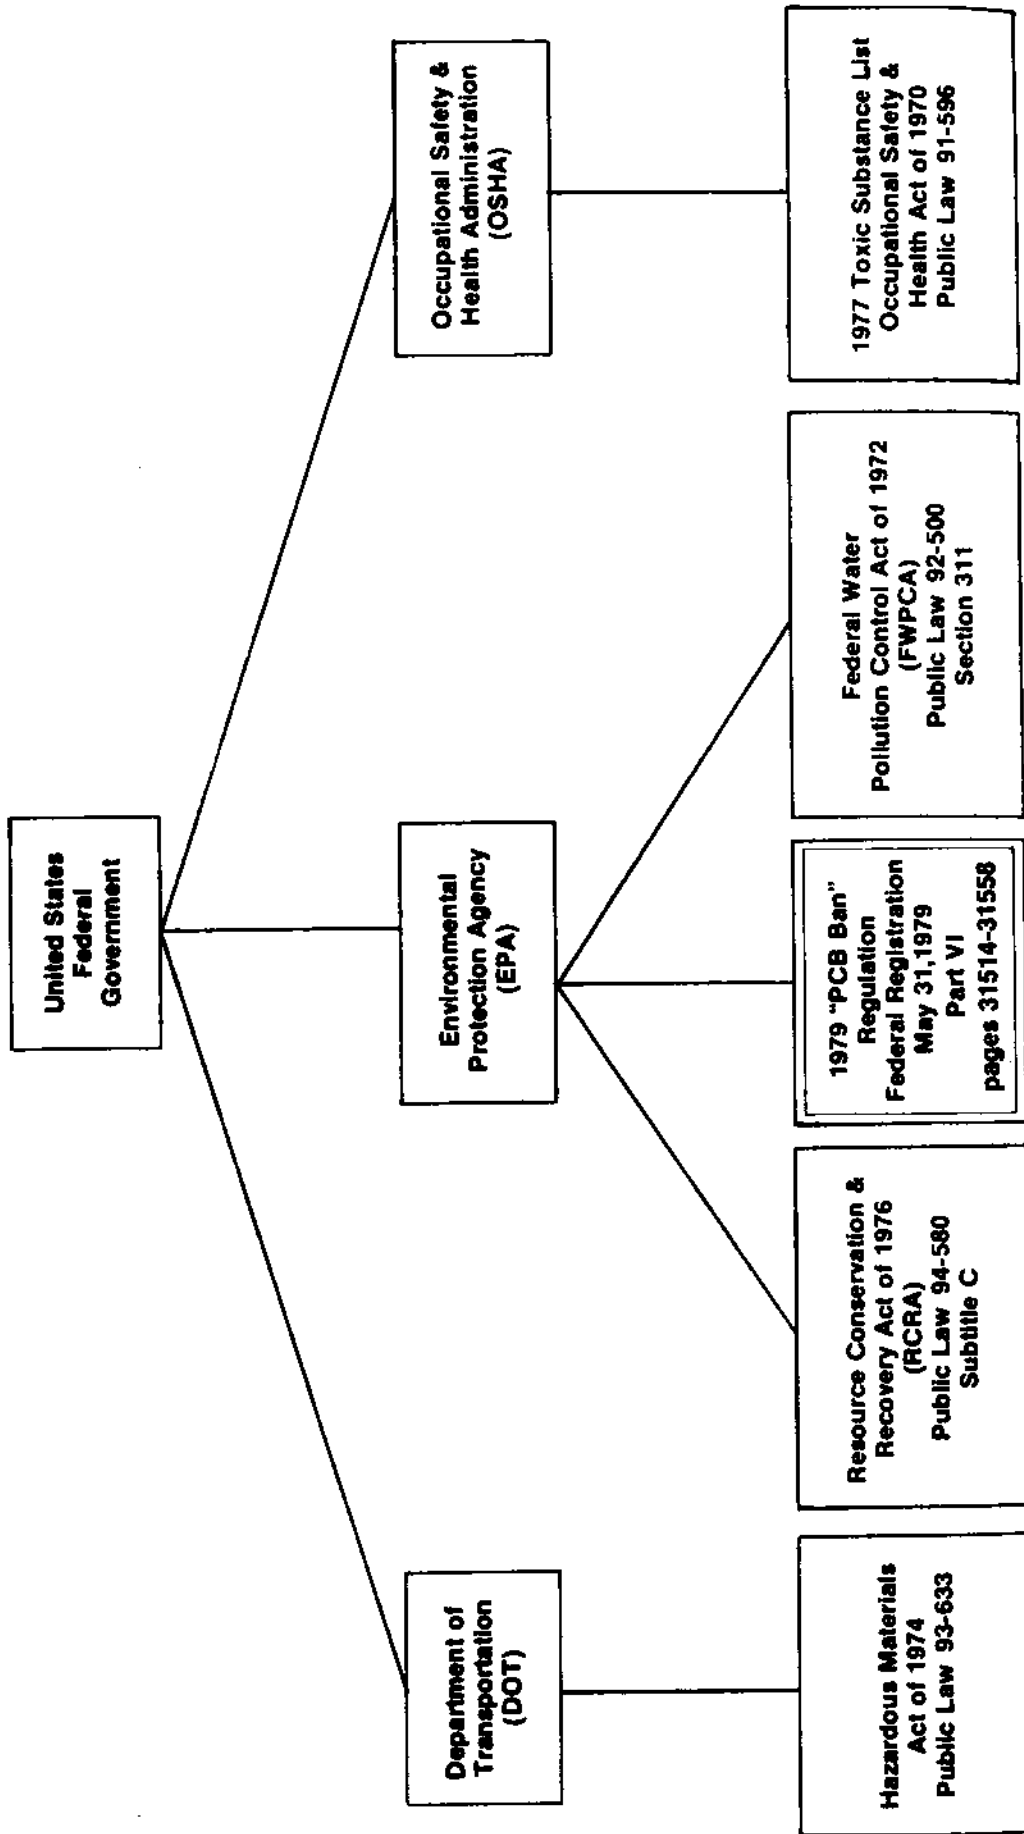 United States
Federal
Government
Department of
Transportation
(DOT)
Environmental
Protection Agency
(EPA)
Occupational Safety &
Health Administration
(OSHA)
Hazardous Materials
Act of 1974
Public Law 93-633
Resource Conservation &
Recovery Act of 1976
(RCRA)
Public Law 94-580
Subtitle C
1979 "PCB Ban"
Regulation
Federal Registration
May 31,1979
Part VI
pages 31514-31558
Federal Water
Pollution Control Act of 1972
(FWPCA)
Public Law 92-500
Section 311
1977 Toxic Substance List
Occupational Safety &
Health Act of 1970
Public Law 91-596